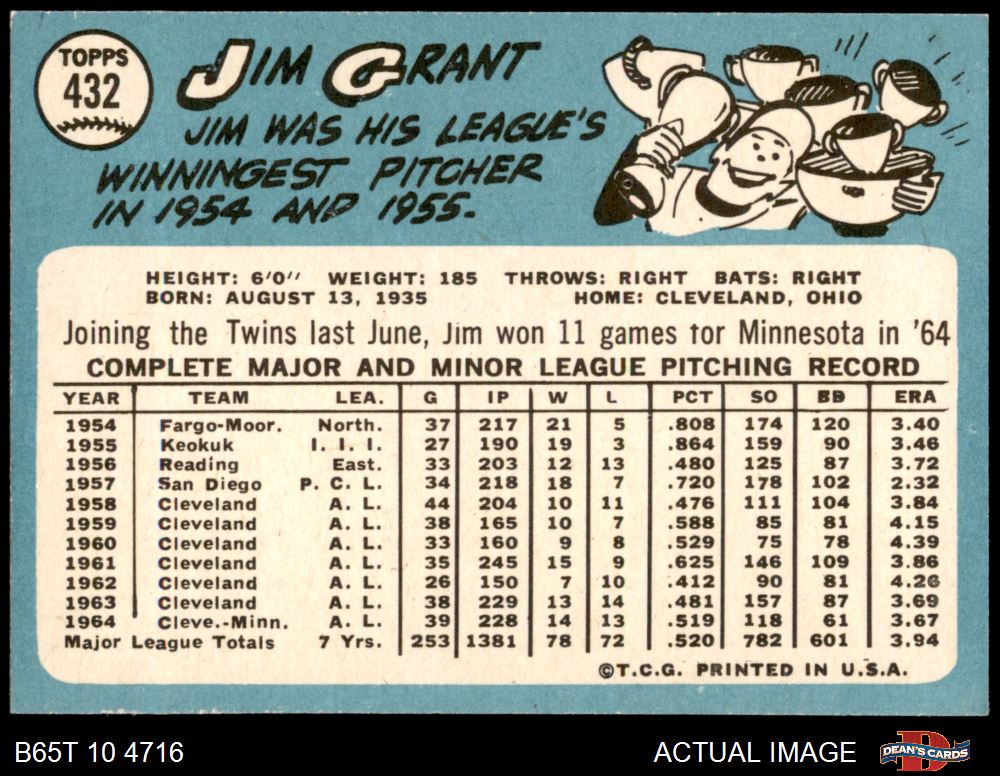 TOPPS
432
JIM GRANT
JIM WAS HIS LEAGUE'S
WINNINGEST PITCHER
IN 1954 AND 1955.
HEIGHT: 6'0" WEIGHT: 185 THROWS: RIGHT BATS: RIGHT
BORN: AUGUST 13, 1935 HOME: CLEVELAND, OHIO
Joining the Twins last June, Jim won 11 games tor Minnesota in '64
COMPLETE MAJOR AND MINOR LEAGUE PITCHING RECORD
YEAR TEAM LEA. G IP W L PCT SO BB ERA
1954 Fargo-Moor. North. 37 217 21 5 .808 174 120 3.40
1955 Keokuk I. I. I. 27 190 19 3 .864 159 90 3.46
1956 Reading East. 33 203 12 13 .480 125 87 3.72
1957 San Diego P. C. L. 34 218 18 7 .720 178 102 2.32
1958 Cleveland A. L. 44 204 10 11 .476 111 104 3.84
1959 Cleveland A. L. 38 165 10 7 .588 85 81 4.15
1960 Cleveland A. L. 33 160 9 8 .529 75 78 4.39
1961 Cleveland A. L. 35 245 15 9 .625 146 109 3.86
1962 Cleveland A. L. 26 150 7 10 .412 90 81 4.26
1963 Cleveland A. L. 38 229 13 14 .481 157 87 3.69
1964 Cleve.-Minn. A. L. 39 228 14 13 .519 118 61 3.67
Major League Totals 7 Yrs. 253 1381 78 72 .520 782 601 3.94
©T.C.G. PRINTED IN U.S.A.
B65T 10 4716 ACTUAL IMAGE DEAN'S CARDS